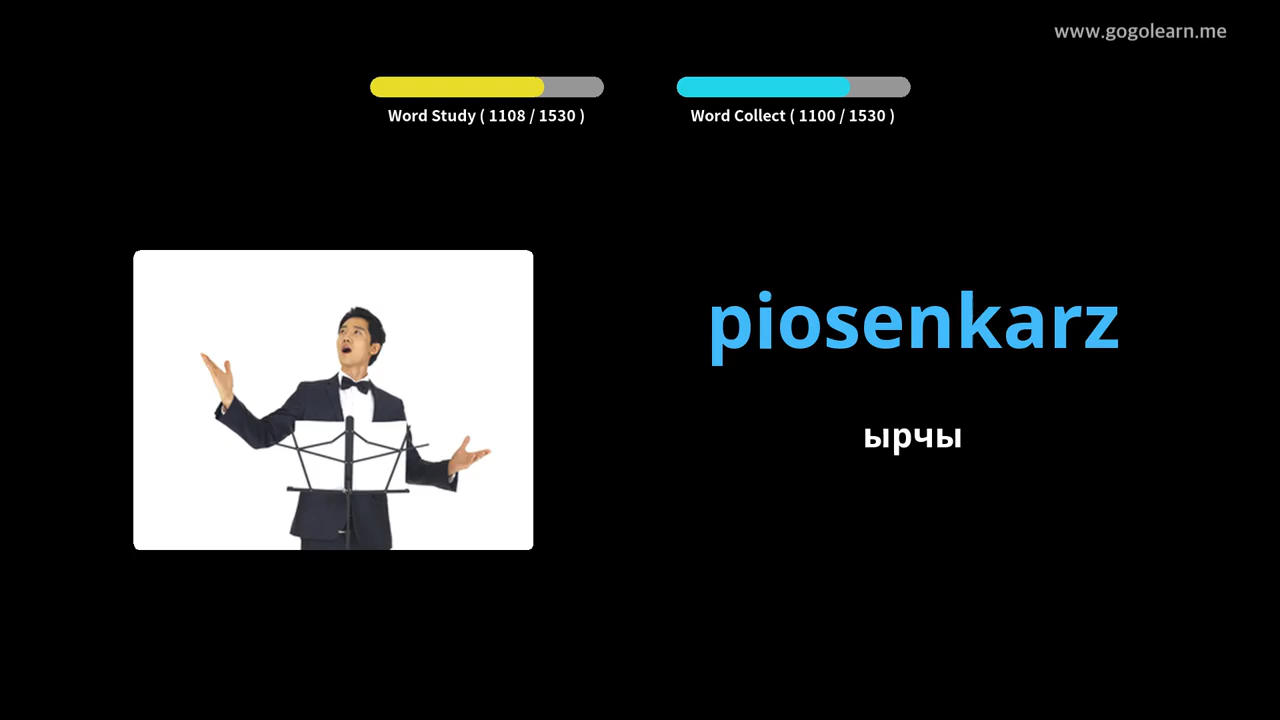 www.gogolearn.me
Word Study ( 1108 / 1530 )
Word Collect ( 1100 / 1530 )
piosenkarz
ырчы